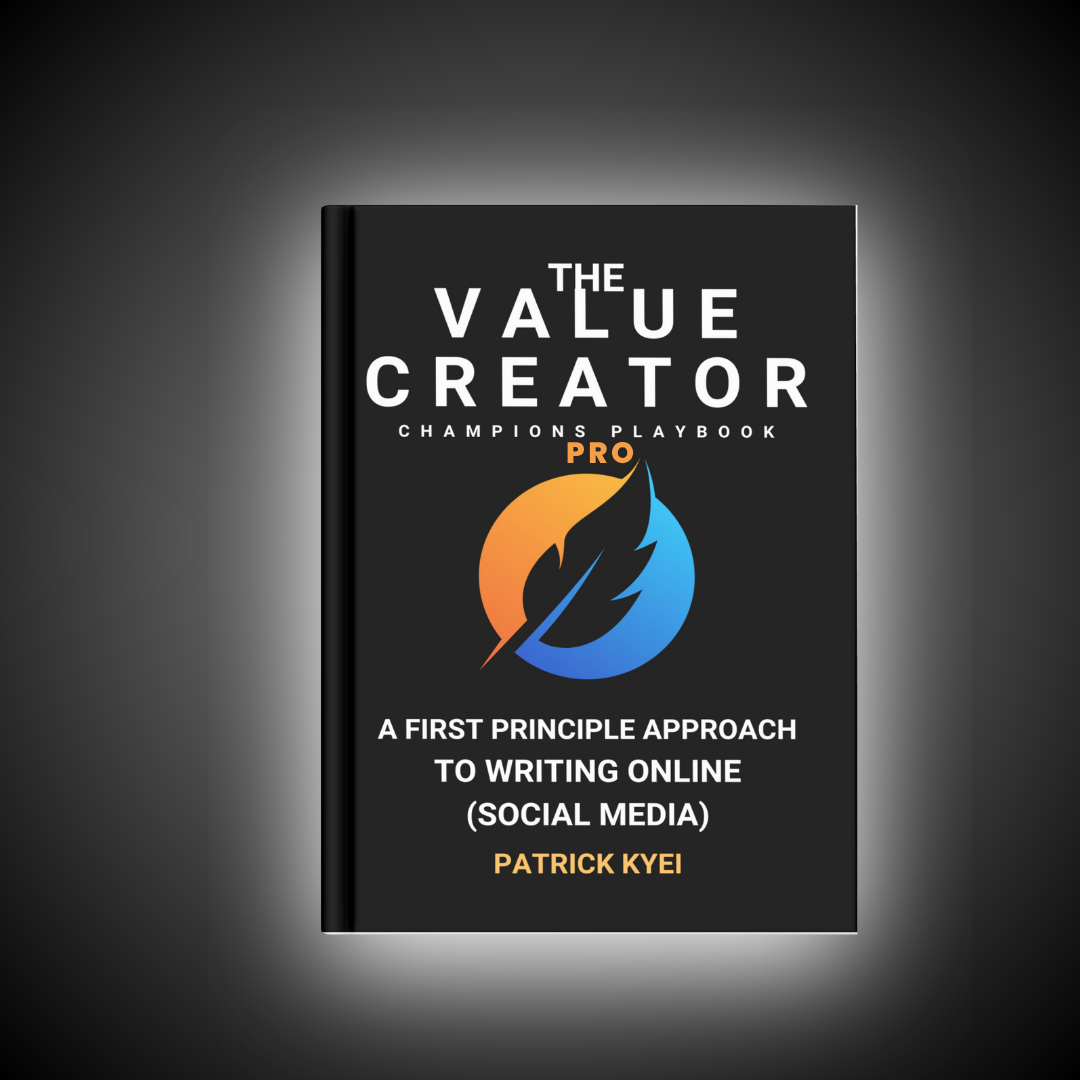 THE
VALUE
CREATOR
CHAMPIONS PLAYBOOK
PRO
A FIRST PRINCIPLE APPROACH
TO WRITING ONLINE
(SOCIAL MEDIA)
PATRICK KYEI